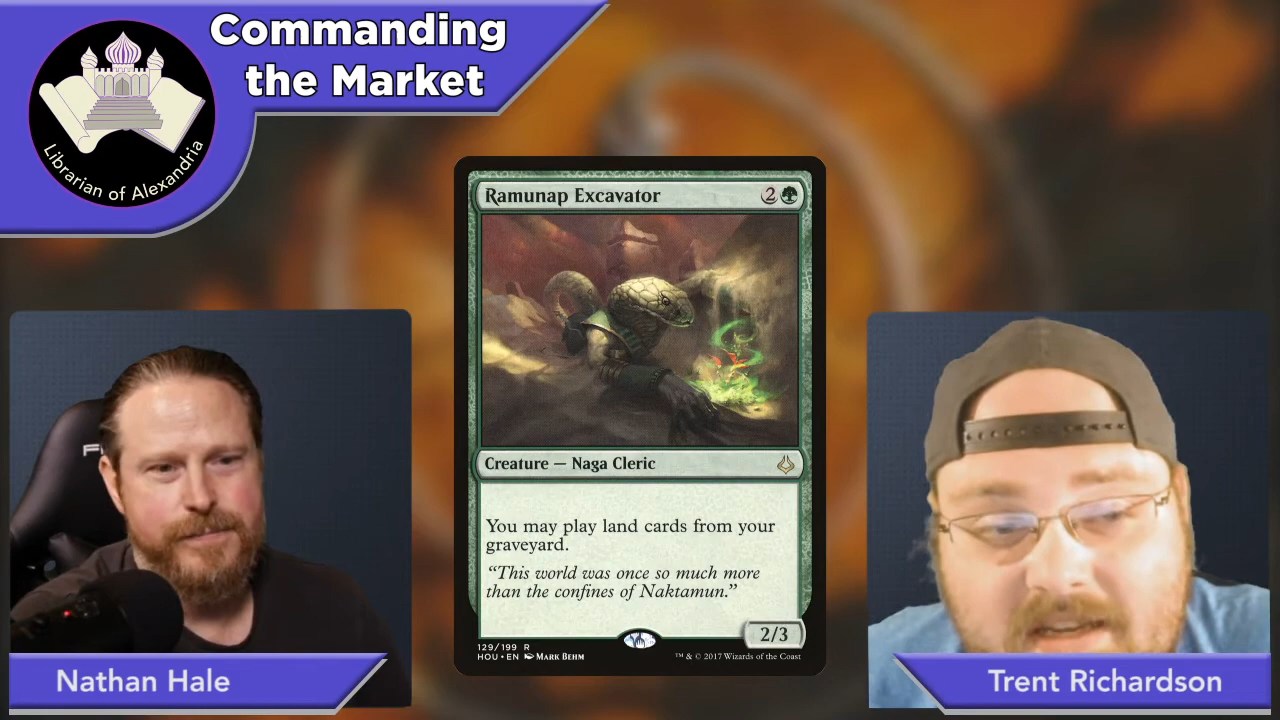 Commanding
the Market
Librarian of Alexandria
Ramunap Excavator
2
Creature — Naga Cleric
You may play land cards from your
graveyard.
“This world was once so much more
than the confines of Naktamun.”
2/3
129/199 R
HOU • EN Mark Behm
™ & © 2017 Wizards of the Coast
Nathan Hale
Trent Richardson